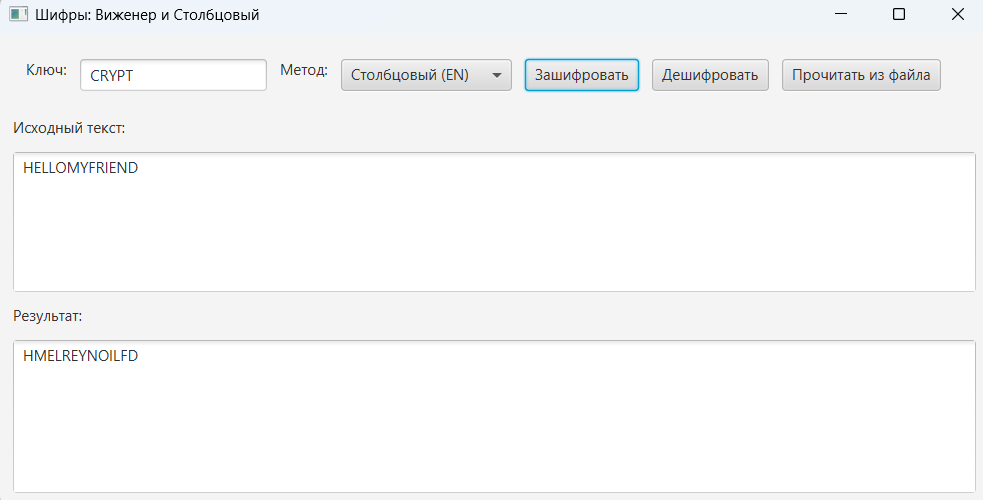 Шифры: Виженер и Столбцовый
Ключ: CRYPT Метод: Столбцовый (EN) Зашифровать Дешифровать Прочитать из файла
Исходный текст:
HELLOMYFRIEND
Результат:
HMELREYNOILFD